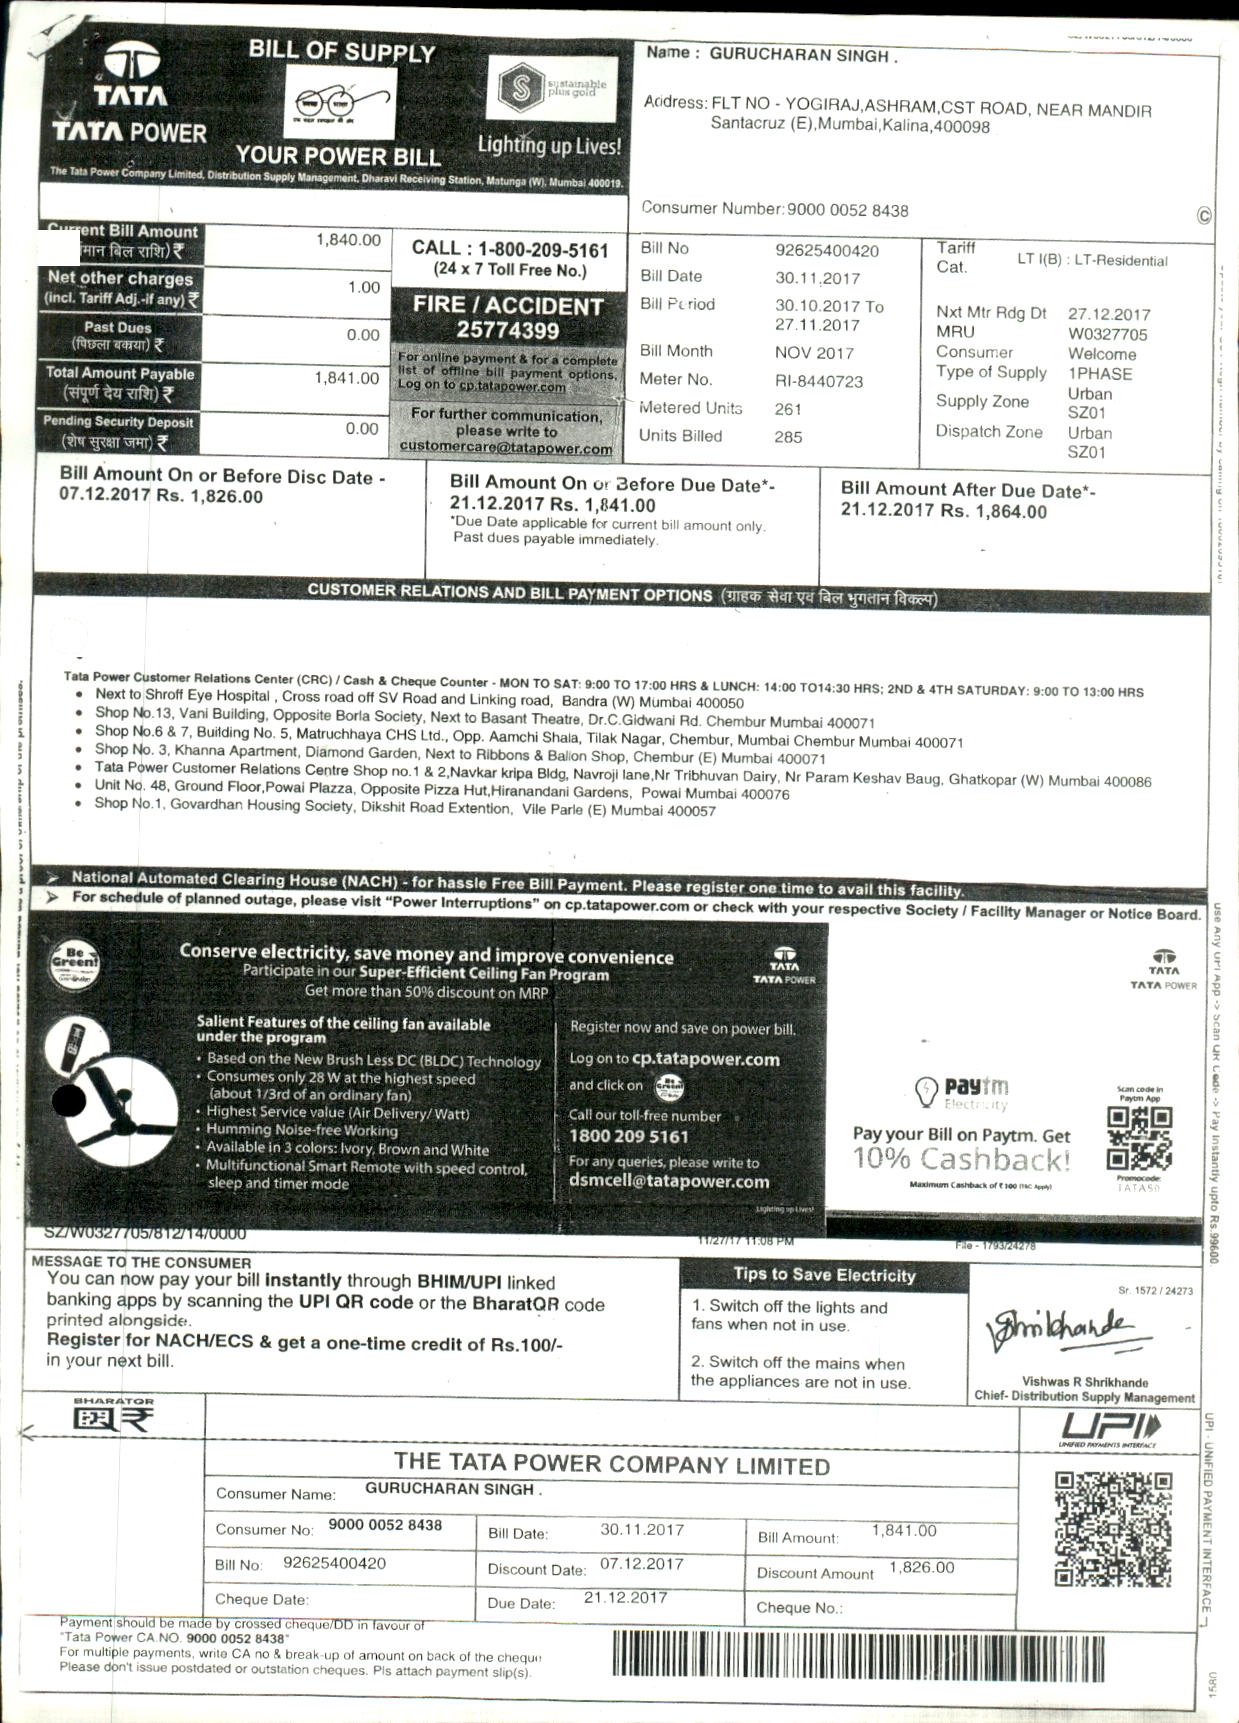 BILL OF SUPPLY
TATA
TATA POWER
YOUR POWER BILL
sustainable
plus gold
Lighting up Lives!
The Tata Power Company Limited, Distribution Supply Management, Dharavi Receiving Station, Matunga (W), Mumbai 400019.
Name : GURUCHARAN SINGH .
Address: FLT NO - YOGIRAJ,ASHRAM,CST ROAD, NEAR MANDIR
Santacruz (E),Mumbai,Kalina,400098
Consumer Number:9000 0052 8438
Current Bill Amount 1,840.00
बिल राशि) ₹
Net other charges 1.00
(incl. Tariff Adj.-if any) ₹
Past Dues 0.00
(पिछला बकाया) ₹
Total Amount Payable 1,841.00
(संपूर्ण देय राशि) ₹
Pending Security Deposit 0.00
(शेष सुरक्षा जमा) ₹
CALL : 1-800-209-5161
(24 x 7 Toll Free No.)
FIRE / ACCIDENT
25774399
For online payment & for a complete
list of offline bill payment options,
Log on to cp.tatapower.com
For further communication,
please write to
customercare@tatapower.com
Bill No 92625400420
Bill Date 30.11.2017
Bill Period 30.10.2017 To
27.11.2017
Bill Month NOV 2017
Meter No. RI-8440723
Metered Units 261
Units Billed 285
Tariff
Cat. LT I(B) : LT-Residential
Nxt Mtr Rdg Dt 27.12.2017
MRU W0327705
Consumer Welcome
Type of Supply 1PHASE
Supply Zone Urban
SZ01
Dispatch Zone Urban
SZ01
Bill Amount On or Before Disc Date -
07.12.2017 Rs. 1,826.00
Bill Amount On or Before Due Date*-
21.12.2017 Rs. 1,841.00
*Due Date applicable for current bill amount only.
Past dues payable immediately.
Bill Amount After Due Date*-
21.12.2017 Rs. 1,864.00
CUSTOMER RELATIONS AND BILL PAYMENT OPTIONS (ग्राहक सेवा एवं बिल भुगतान विकल्प)
Tata Power Customer Relations Center (CRC) / Cash & Cheque Counter - MON TO SAT: 9:00 TO 17:00 HRS & LUNCH: 14:00 TO14:30 HRS; 2ND & 4TH SATURDAY: 9:00 TO 13:00 HRS
• Next to Shroff Eye Hospital , Cross road off SV Road and Linking road, Bandra (W) Mumbai 400050
• Shop No.13, Vani Building, Opposite Borla Society, Next to Basant Theatre, Dr.C.Gidwani Rd. Chembur Mumbai 400071
• Shop No.6 & 7, Building No. 5, Matruchhaya CHS Ltd., Opp. Aamchi Shala, Tilak Nagar, Chembur, Mumbai Chembur Mumbai 400071
• Shop No. 3, Khanna Apartment, Diamond Garden, Next to Ribbons & Ballon Shop, Chembur (E) Mumbai 400071
• Tata Power Customer Relations Centre Shop no.1 & 2,Navkar kripa Bldg, Navroji lane,Nr Tribhuvan Dairy, Nr Param Keshav Baug, Ghatkopar (W) Mumbai 400086
• Unit No. 48, Ground Floor,Powai Plazza, Opposite Pizza Hut,Hiranandani Gardens, Powai Mumbai 400076
• Shop No.1, Govardhan Housing Society, Dikshit Road Extention, Vile Parle (E) Mumbai 400057
➢ National Automated Clearing House (NACH) - for hassle Free Bill Payment. Please register one time to avail this facility.
➢ For schedule of planned outage, please visit "Power Interruptions" on cp.tatapower.com or check with your respective Society / Facility Manager or Notice Board.
Be
Green!
Conserve electricity, save money and improve convenience
Participate in our Super-Efficient Ceiling Fan Program
Get more than 50% discount on MRP
TATA
TATA POWER
Salient Features of the ceiling fan available
under the program
• Based on the New Brush Less DC (BLDC) Technology
• Consumes only 28 W at the highest speed
(about 1/3rd of an ordinary fan)
• Highest Service value (Air Delivery/ Watt)
• Humming Noise-free Working
• Available in 3 colors: Ivory, Brown and White
• Multifunctional Smart Remote with speed control,
sleep and timer mode
Register now and save on power bill.
Log on to cp.tatapower.com
and click on
Call our toll-free number
1800 209 5161
For any queries, please write to
dsmcell@tatapower.com
Lighting up Lives!
TATA
TATA POWER
Paytm
Electricity
Pay your Bill on Paytm. Get
10% Cashback!
Maximum Cashback of ₹ 100 (T&C Apply)
Scan code in
Paytm App
Promocode:
TATA50
SZ/W0327705/812/14/0000
11/27/17 11:08 PM
File - 1793/24278
MESSAGE TO THE CONSUMER
You can now pay your bill instantly through BHIM/UPI linked
banking apps by scanning the UPI QR code or the BharatQR code
printed alongside.
Register for NACH/ECS & get a one-time credit of Rs.100/-
in your next bill.
Tips to Save Electricity
1. Switch off the lights and
fans when not in use.
2. Switch off the mains when
the appliances are not in use.
Sr. 1572 / 24273
Shrikhande
Vishwas R Shrikhande
Chief- Distribution Supply Management
BHARATQR
UPI
UNIFIED PAYMENTS INTERFACE
THE TATA POWER COMPANY LIMITED
Consumer Name: GURUCHARAN SINGH .
Consumer No: 9000 0052 8438
Bill Date: 30.11.2017
Bill Amount: 1,841.00
Bill No: 92625400420
Discount Date: 07.12.2017
Discount Amount 1,826.00
Cheque Date:
Due Date: 21.12.2017
Cheque No.:
Payment should be made by crossed cheque/DD in favour of
"Tata Power CA.NO. 9000 0052 8438"
For multiple payments, write CA no & break-up of amount on back of the cheque
Please don't issue postdated or outstation cheques. Pls attach payment slip(s).
Use Any UPI App -> Scan QR Code -> Pay Instantly upto Rs.99600.
UPI - UNIFIED PAYMENT INTERFACE
1580